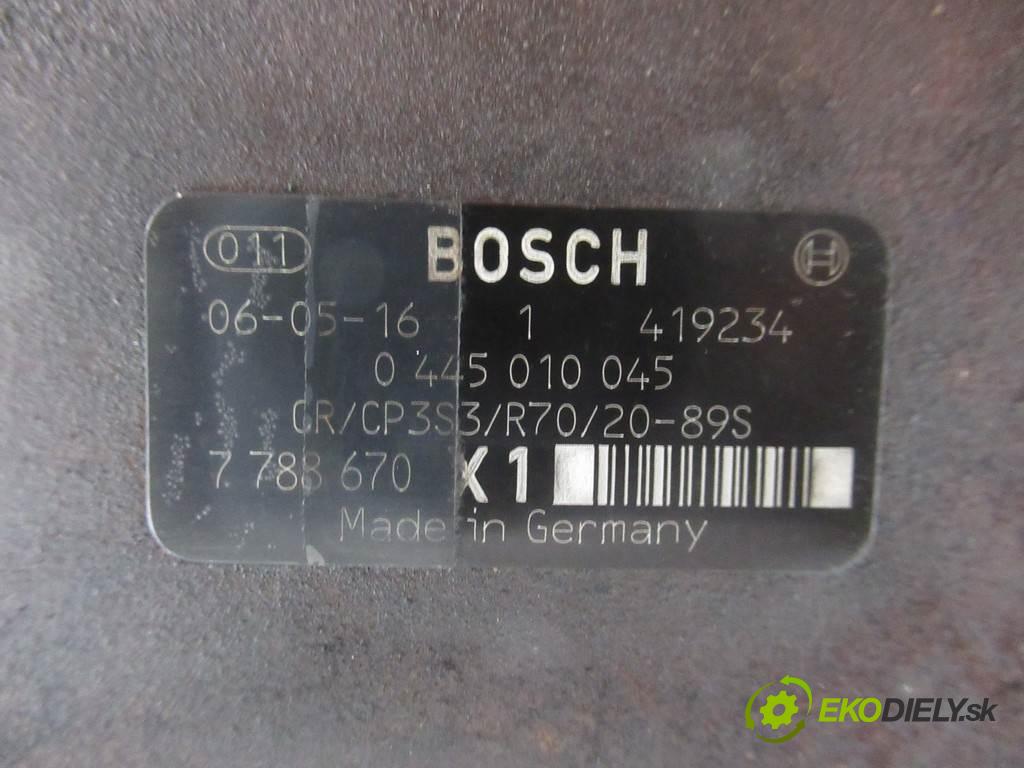 011 BOSCH H
06-05-16 1 419234
0 445 010 045
CR/CP3S3/R70/20-89S
7 788 670 X1
Made in Germany
EKODIELY.sk